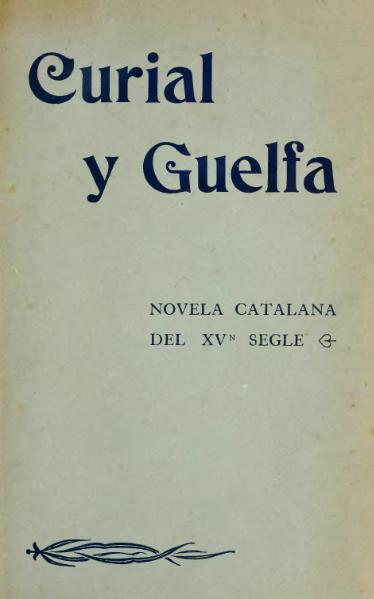 Curial
y Guelfa
NOVELA CATALANA
DEL XVᴺ SEGLE